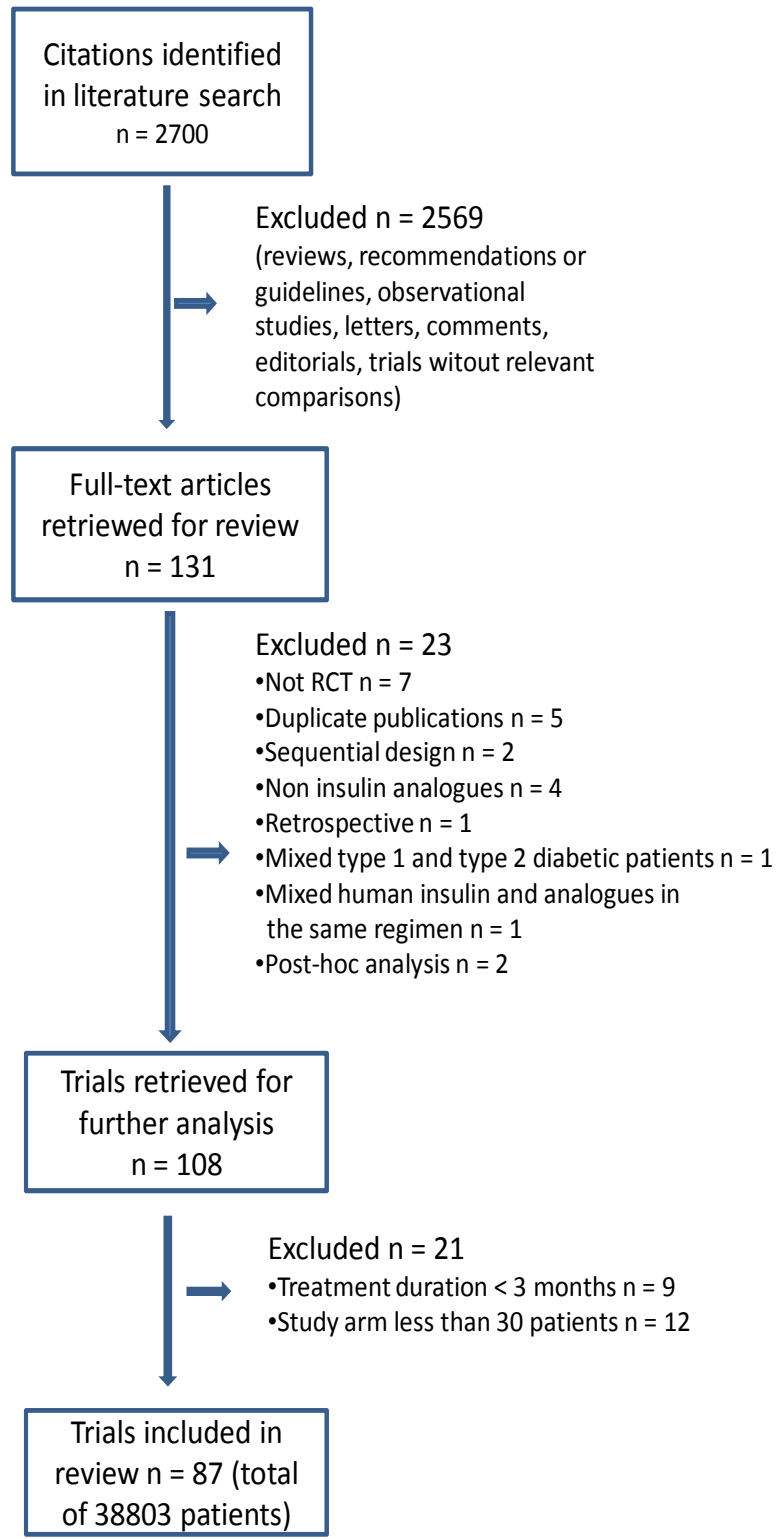 Citations identified
in literature search
n = 2700
Excluded n = 2569
(reviews, recommendations or
guidelines, observational
studies, letters, comments,
editorials, trials witout relevant
comparisons)
Full-text articles
retriewed for review
n = 131
Excluded n = 23
•Not RCT n = 7
•Duplicate publications n = 5
•Sequential design n = 2
•Non insulin analogues n = 4
•Retrospective n = 1
•Mixed type 1 and type 2 diabetic patients n = 1
•Mixed human insulin and analogues in
the same regimen n = 1
•Post-hoc analysis n = 2
Trials retrieved for
further analysis
n = 108
Excluded n = 21
•Treatment duration < 3 months n = 9
•Study arm less than 30 patients n = 12
Trials included in
review n = 87 (total
of 38803 patients)